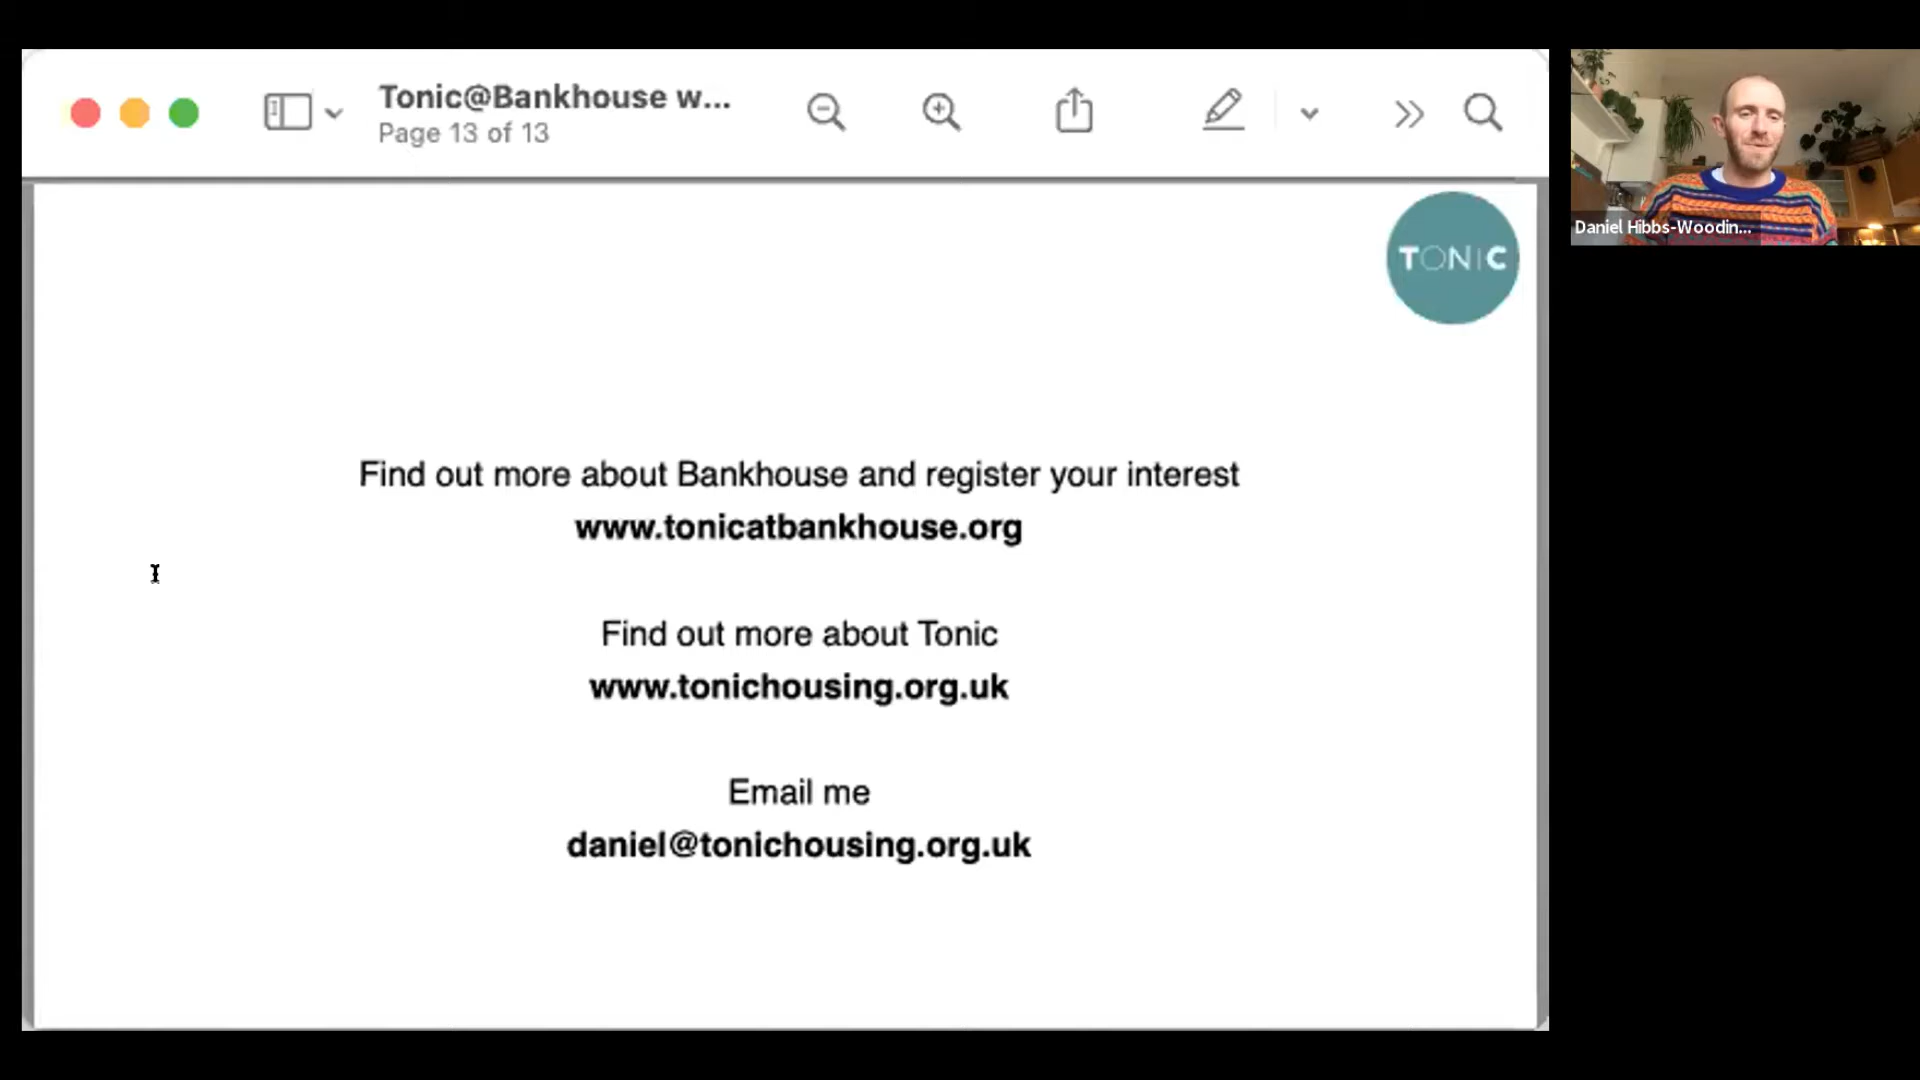 Tonic@Bankhouse w...
Page 13 of 13
Daniel Hibbs-Woodin...
TONIC
Find out more about Bankhouse and register your interest
www.tonicatbankhouse.org
Find out more about Tonic
www.tonichousing.org.uk
Email me
daniel@tonichousing.org.uk